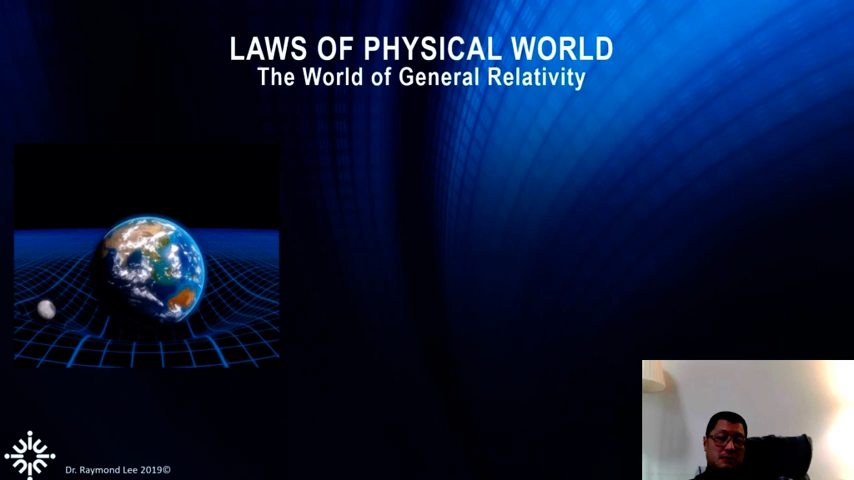 LAWS OF PHYSICAL WORLD
The World of General Relativity
Dr. Raymond Lee 2019©